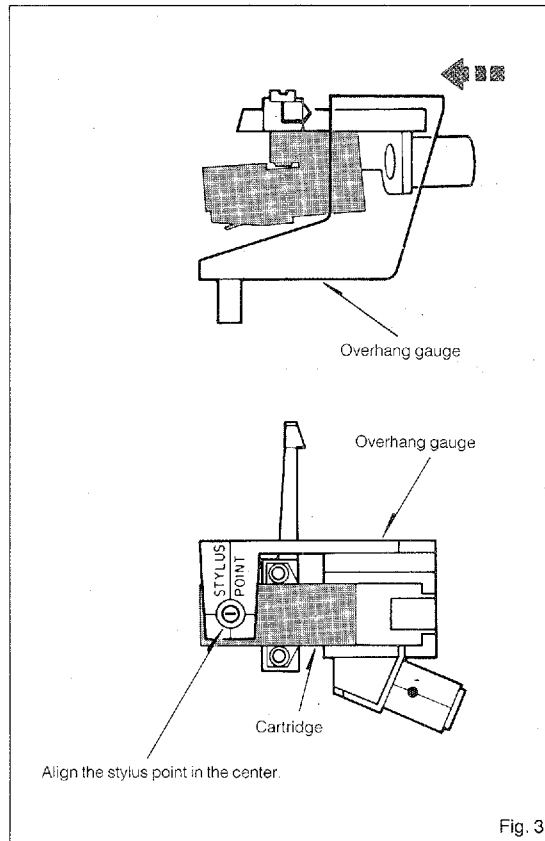 Overhang gauge
Overhang gauge
STYLUS
POINT
Cartridge
Align the stylus point in the center.
Fig. 3